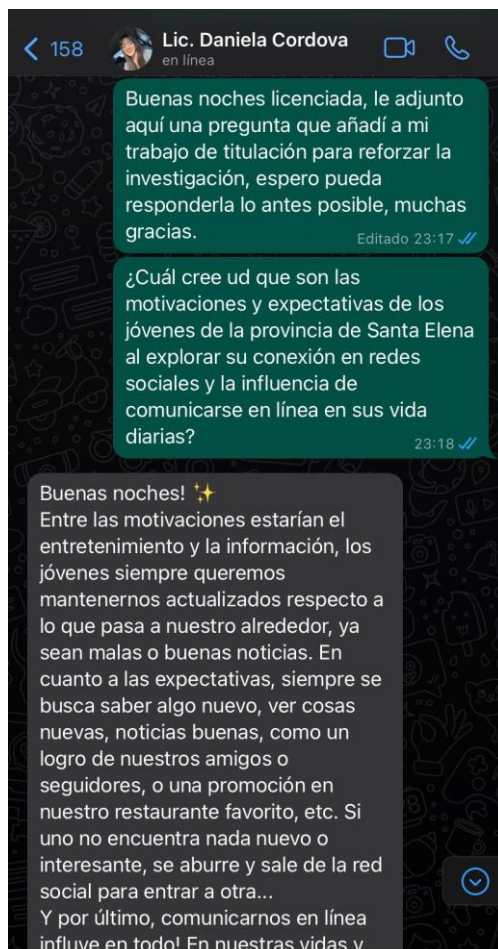 158
Lic. Daniela Cordova
en línea
Buenas noches licenciada, le adjunto
aquí una pregunta que añadí a mi
trabajo de titulación para reforzar la
investigación, espero pueda
responderla lo antes posible, muchas
gracias.
Editado 23:17
¿Cuál cree ud que son las
motivaciones y expectativas de los
jóvenes de la provincia de Santa Elena
al explorar su conexión en redes
sociales y la influencia de
comunicarse en línea en sus vida
diarias?
23:18
Buenas noches! ✨
Entre las motivaciones estarían el
entretenimiento y la información, los
jóvenes siempre queremos
mantenernos actualizados respecto a
lo que pasa a nuestro alrededor, ya
sean malas o buenas noticias. En
cuanto a las expectativas, siempre se
busca saber algo nuevo, ver cosas
nuevas, noticias buenas, como un
logro de nuestros amigos o
seguidores, o una promoción en
nuestro restaurante favorito, etc. Si
uno no encuentra nada nuevo o
interesante, se aburre y sale de la red
social para entrar a otra...
Y por último, comunicarnos en línea
influye en todo! En nuestras vidas y